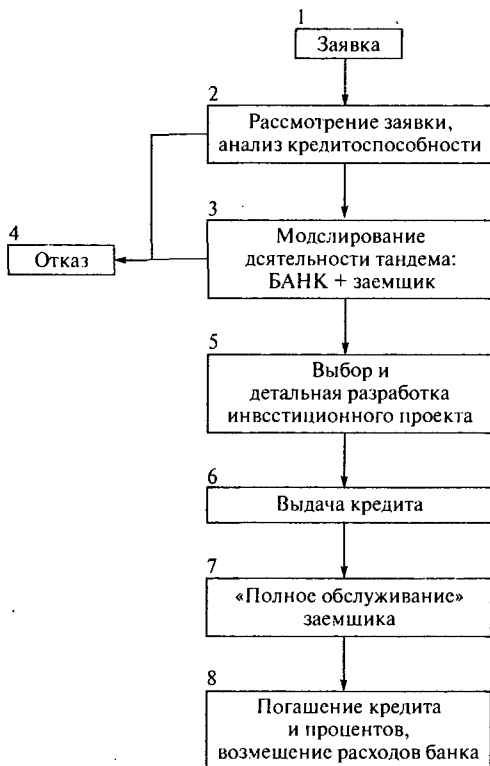 1
Заявка
2
Рассмотрение заявки,
анализ кредитоспособности
3
Моделирование
деятельности тандема:
БАНК + заемщик
4
Отказ
5
Выбор и
детальная разработка
инвестиционного проекта
6
Выдача кредита
7
«Полное обслуживание»
заемщика
8
Погашение кредита
и процентов,
возмещение расходов банка